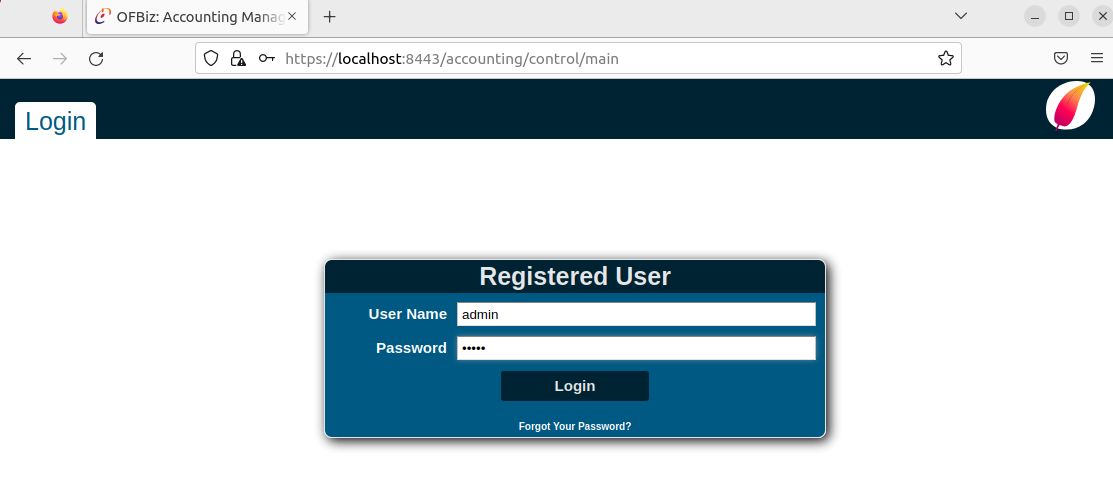 OFBiz: Accounting Manag
https://localhost:8443/accounting/control/main
Login
Registered User
User Name admin
Password •••••
Login
Forgot Your Password?